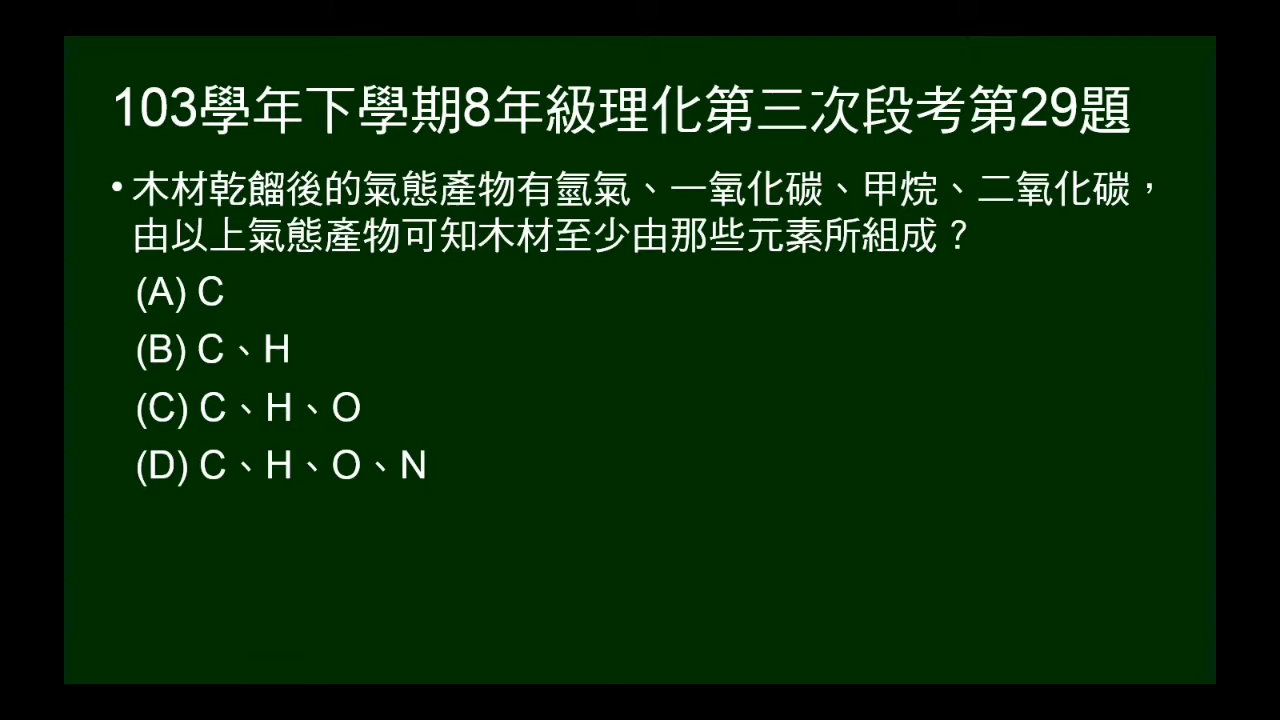 103學年下學期8年級理化第三次段考第29題
• 木材乾餾後的氣態產物有氫氣、一氧化碳、甲烷、二氧化碳，
由以上氣態產物可知木材至少由那些元素所組成？
(A) C
(B) C、H
(C) C、H、O
(D) C、H、O、N